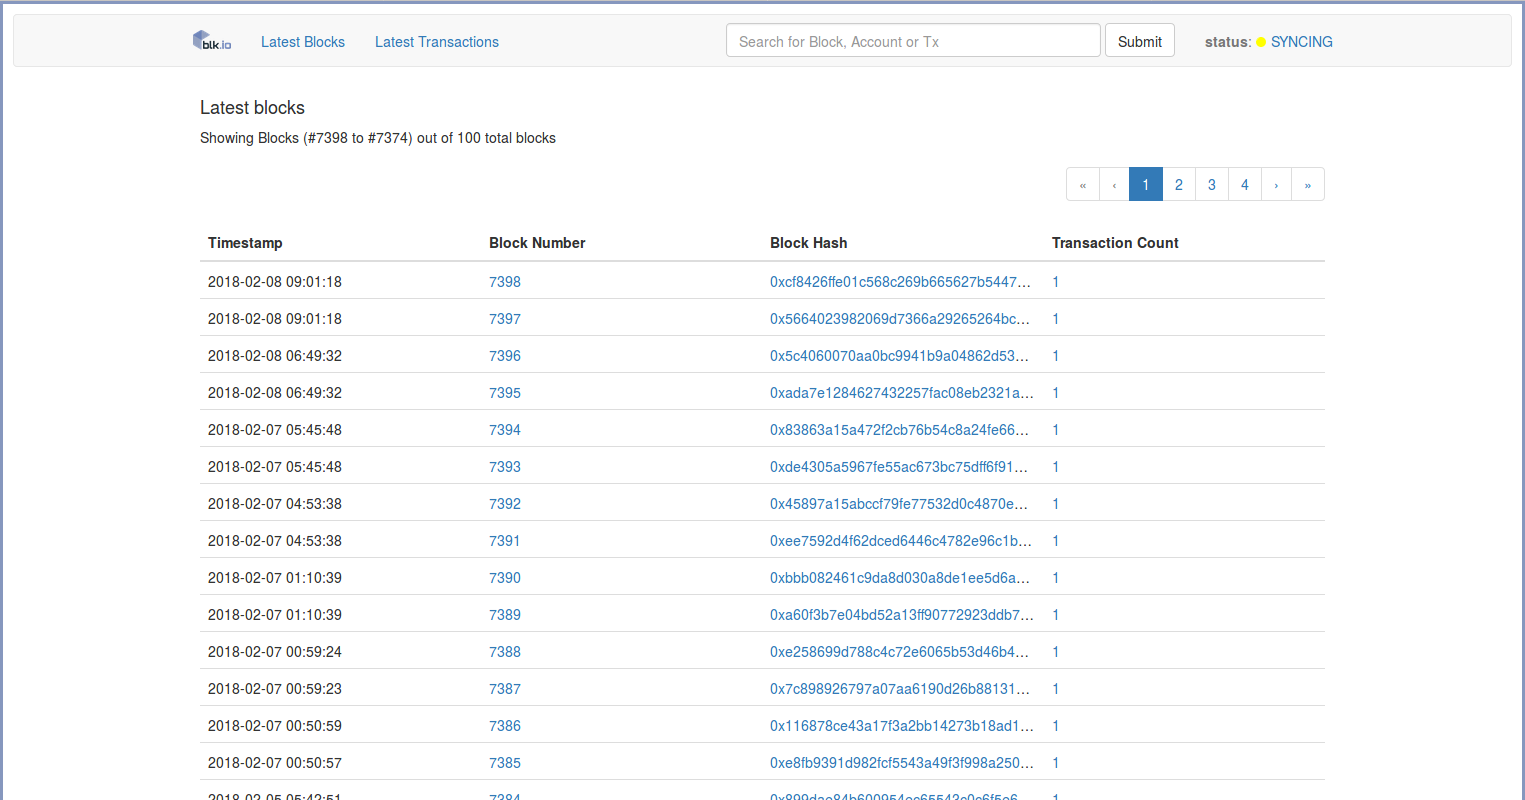 blk.io Latest Blocks Latest Transactions Search for Block, Account or Tx Submit status: SYNCING
Latest blocks
Showing Blocks (#7398 to #7374) out of 100 total blocks
« ‹ 1 2 3 4 › »
Timestamp Block Number Block Hash Transaction Count
2018-02-08 09:01:18 7398 0xcf8426ffe01c568c269b665627b5447... 1
2018-02-08 09:01:18 7397 0x5664023982069d7366a29265264bc... 1
2018-02-08 06:49:32 7396 0x5c4060070aa0bc9941b9a04862d53... 1
2018-02-08 06:49:32 7395 0xada7e1284627432257fac08eb2321a... 1
2018-02-07 05:45:48 7394 0x83863a15a472f2cb76b54c8a24fe66... 1
2018-02-07 05:45:48 7393 0xde4305a5967fe55ac673bc75dff6f91... 1
2018-02-07 04:53:38 7392 0x45897a15abccf79fe77532d0c4870e... 1
2018-02-07 04:53:38 7391 0xee7592d4f62dced6446c4782e96c1b... 1
2018-02-07 01:10:39 7390 0xbbb082461c9da8d030a8de1ee5d6a... 1
2018-02-07 01:10:39 7389 0xa60f3b7e04bd52a13ff90772923ddb7... 1
2018-02-07 00:59:24 7388 0xe258699d788c4c72e6065b53d46b4... 1
2018-02-07 00:59:23 7387 0x7c898926797a07aa6190d26b88131... 1
2018-02-07 00:50:59 7386 0x116878ce43a17f3a2bb14273b18ad1... 1
2018-02-07 00:50:57 7385 0xe8fb9391d982fcf5543a49f3f998a250... 1
2018-02-05 05:42:51 7384 1